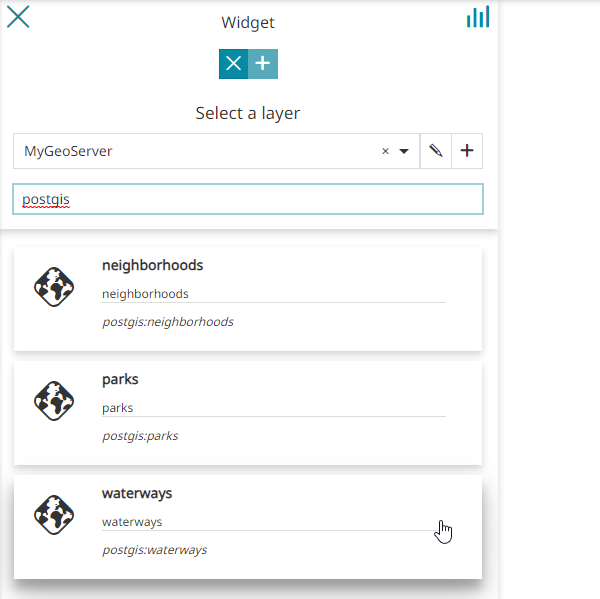 Widget
Select a layer
MyGeoServer
postgis
neighborhoods
neighborhoods
postgis:neighborhoods
parks
parks
postgis:parks
waterways
waterways
postgis:waterways